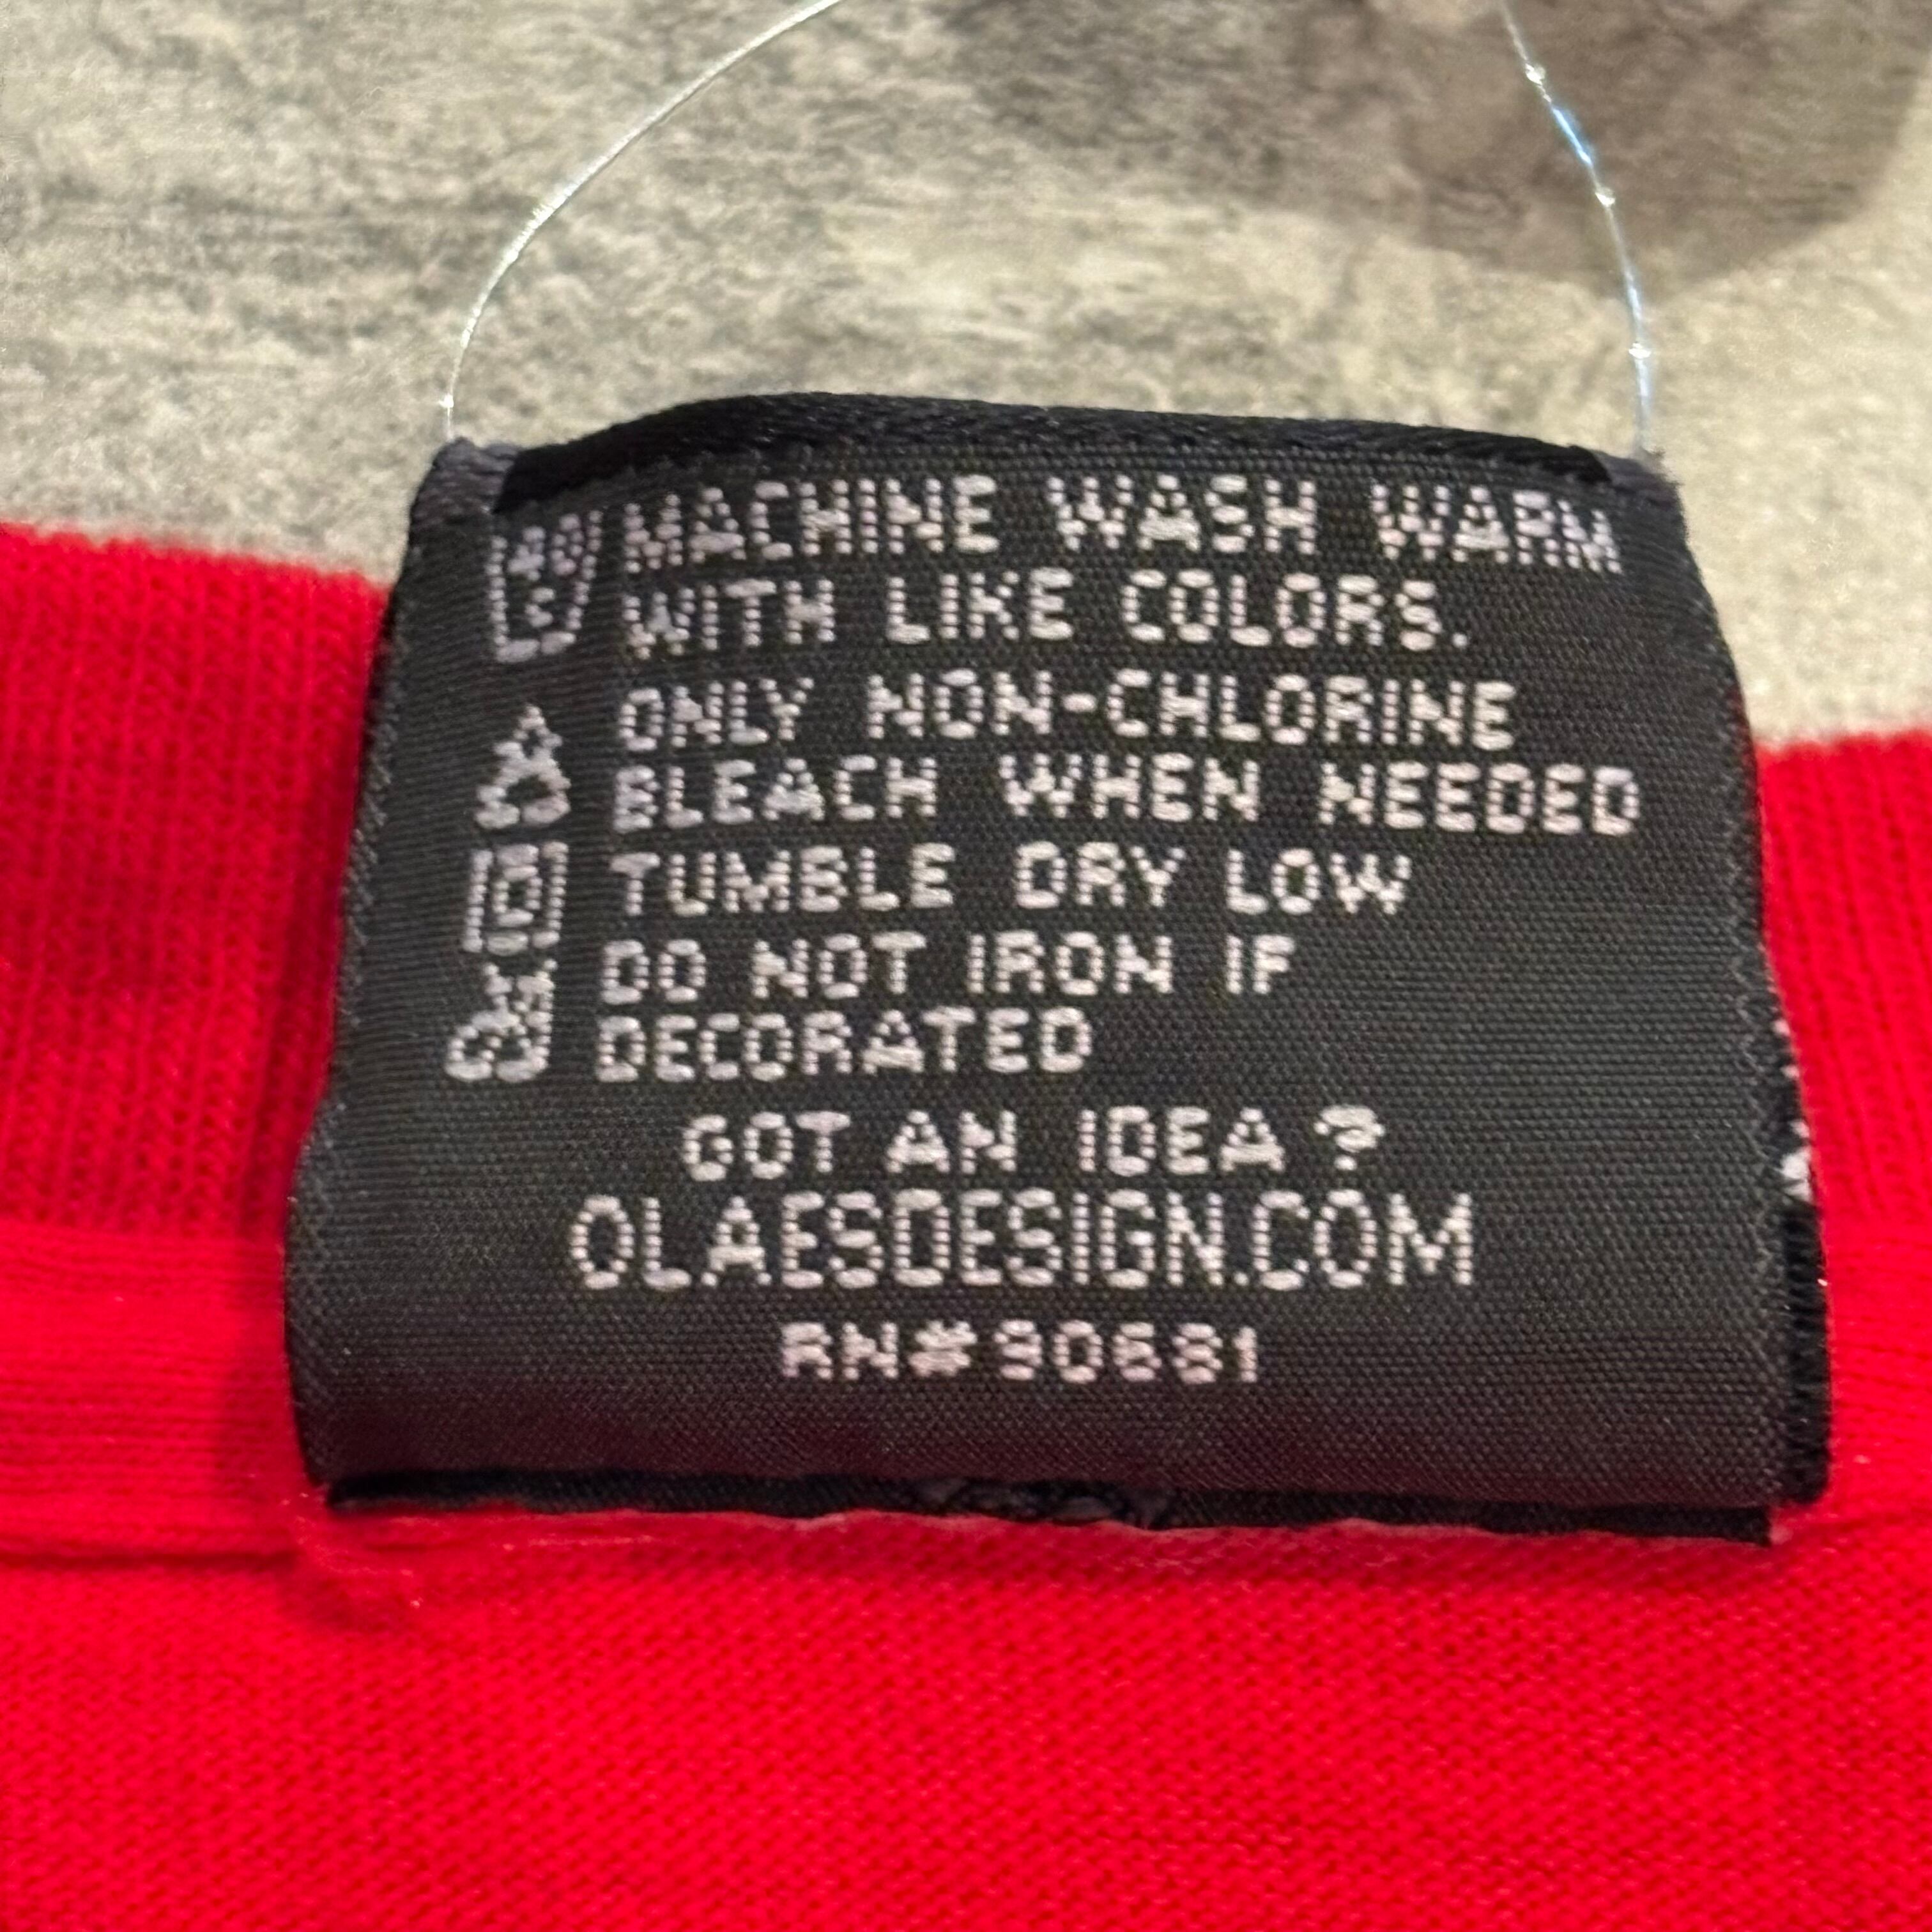 40 MACHINE WASH WARM
C WITH LIKE COLORS.
ONLY NON-CHLORINE
BLEACH WHEN NEEDED
TUMBLE DRY LOW
DO NOT IRON IF
DECORATED
GOT AN IDEA?
OLAESDESIGN.COM
RN#90681